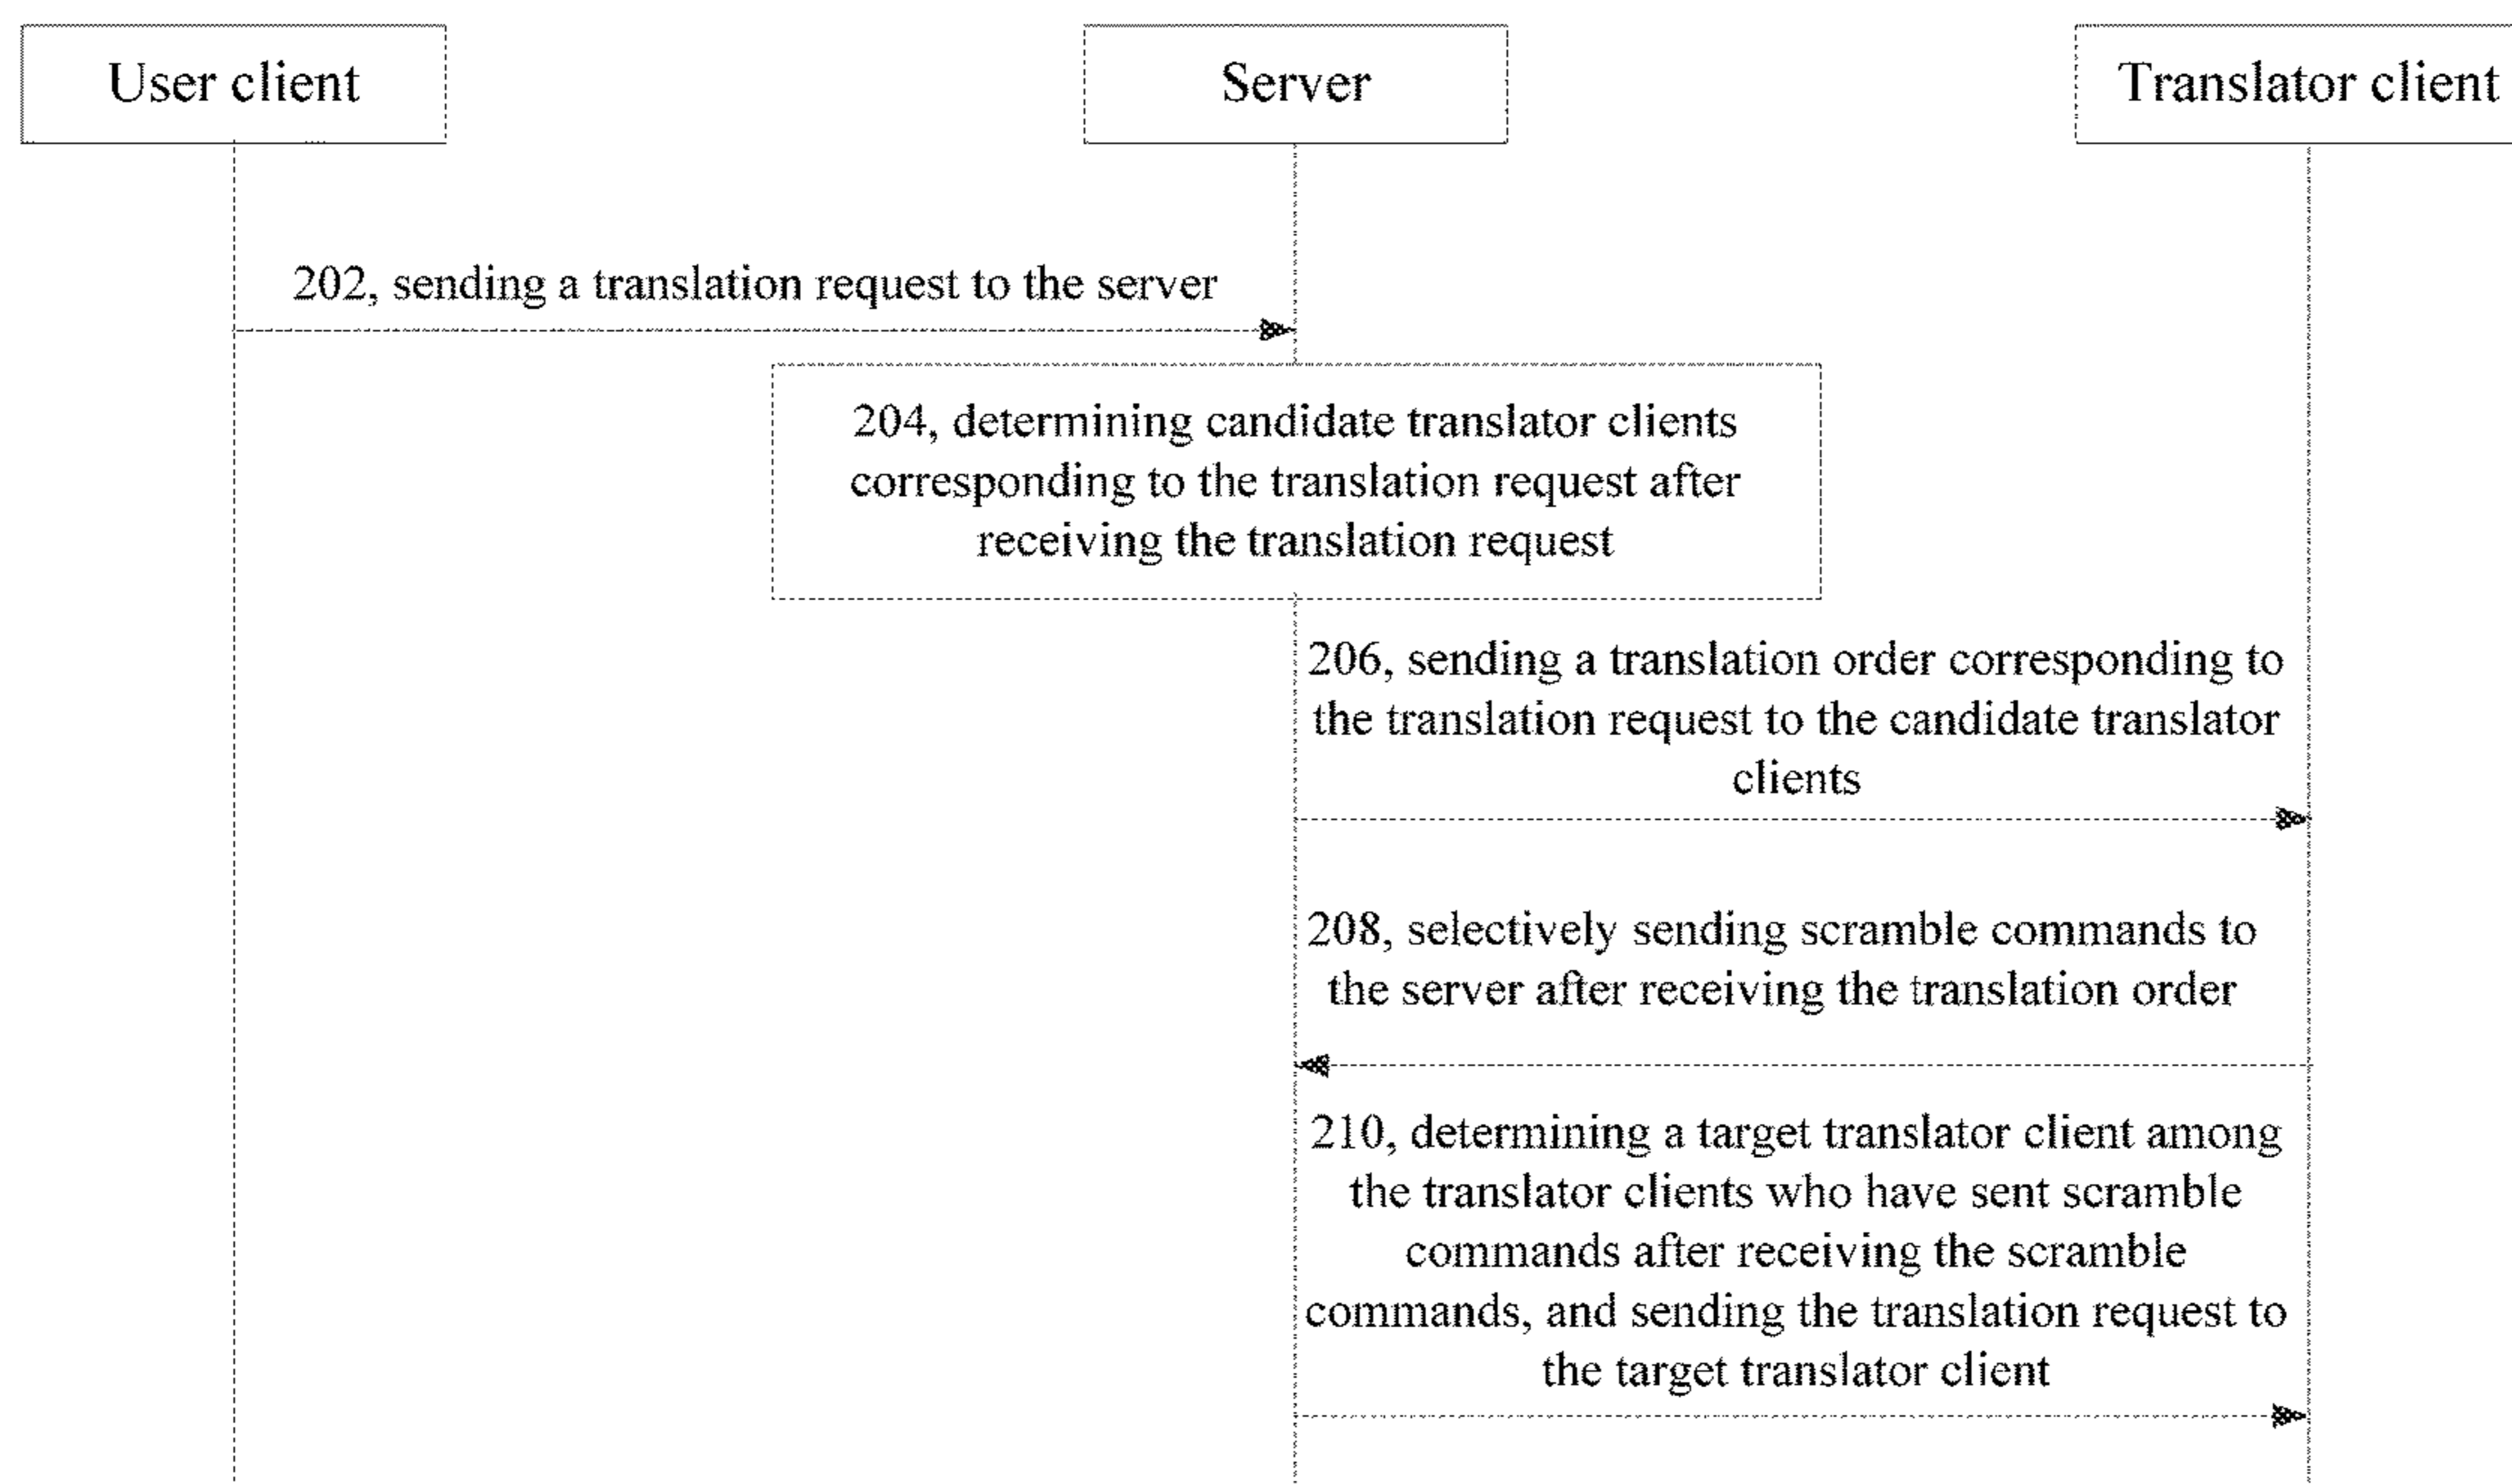 User client
Server
Translator client
202, sending a translation request to the server
204, determining candidate translator clients
corresponding to the translation request after
receiving the translation request
206, sending a translation order corresponding to
the translation request to the candidate translator
clients
208, selectively sending scramble commands to
the server after receiving the translation order
210, determining a target translator client among
the translator clients who have sent scramble
commands after receiving the scramble
commands, and sending the translation request to
the target translator client